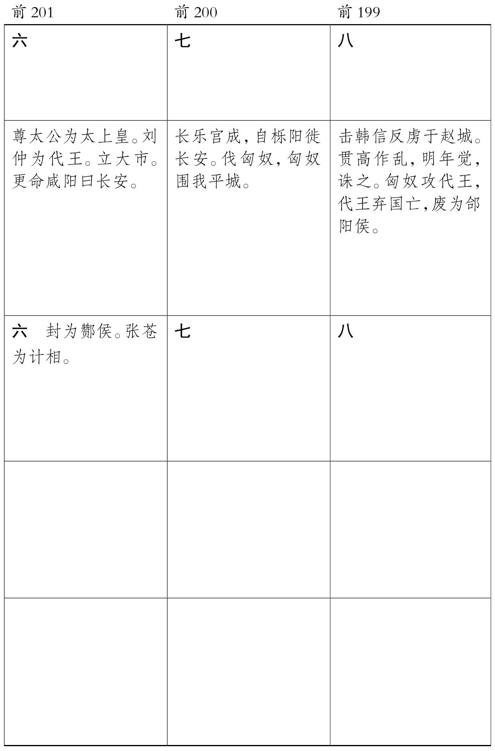 前 201 前 200 前 199
六 七 八
尊太公为太上皇。刘
仲为代王。立大市。
更命咸阳曰长安。
长乐宫成，自栎阳徙
长安。伐匈奴，匈奴
围我平城。
击韩信反虏于赵城。
贯高作乱，明年觉，
诛之。匈奴攻代王，
代王弃国亡，废为郃
阳侯。
六 封为酂侯。张苍
为计相。
七
八